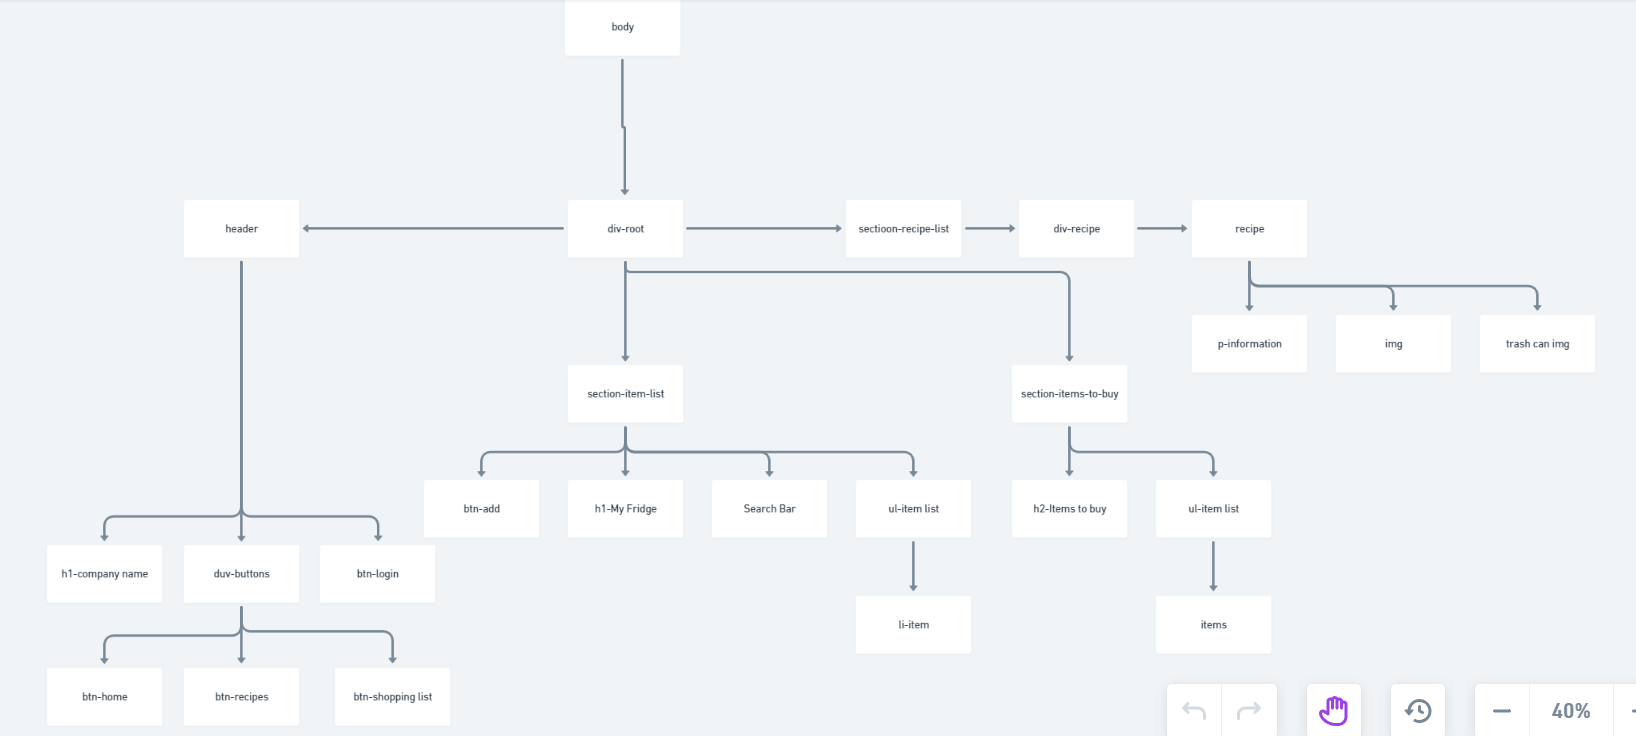 body
header
div-root
sectioon-recipe-list
div-recipe
recipe
p-information
img
trash can img
section-item-list
section-items-to-buy
btn-add
h1-My Fridge
Search Bar
ul-item list
h2-Items to buy
ul-item list
h1-company name
duv-buttons
btn-login
li-item
items
btn-home
btn-recipes
btn-shopping list
40%